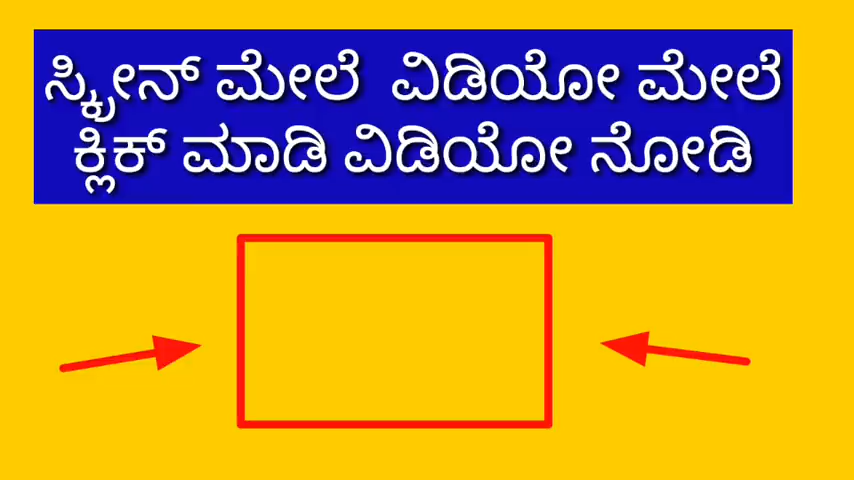 ಸ್ಕ್ರೀನ್ ಮೇಲೆ ವಿಡಿಯೋ ಮೇಲೆ
ಕ್ಲಿಕ್ ಮಾಡಿ ವಿಡಿಯೋ ನೋಡಿ